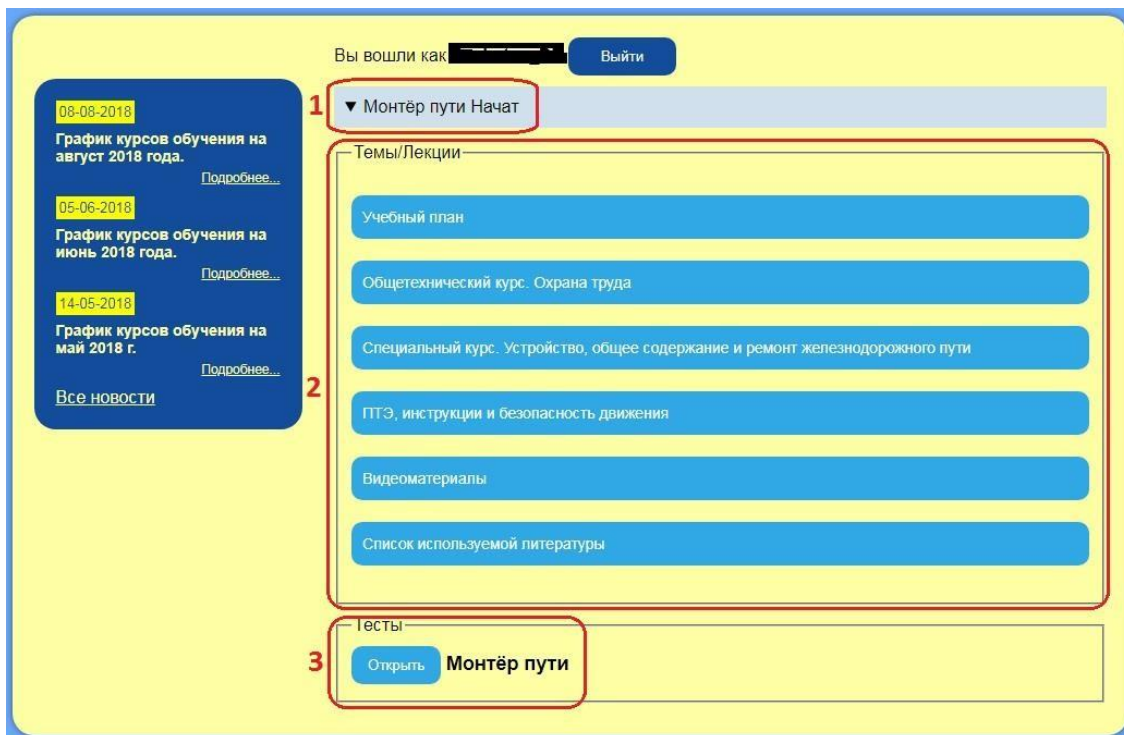 Вы вошли как
Выйти
08-08-2018
График курсов обучения на
август 2018 года.
Подробнее...
05-06-2018
График курсов обучения на
июнь 2018 года.
Подробнее...
14-05-2018
График курсов обучения на
май 2018 г.
Подробнее...
Все новости
1
▼ Монтёр пути Начат
2
Темы/Лекции
Учебный план
Общетехнический курс. Охрана труда
Специальный курс. Устройство, общее содержание и ремонт железнодорожного пути
ПТЭ, инструкции и безопасность движения
Видеоматериалы
Список используемой литературы
3
Тесты
Открыть Монтёр пути